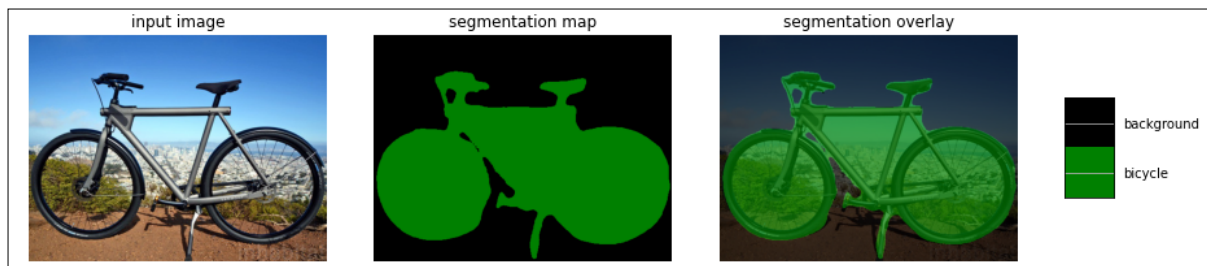 input image
segmentation map
segmentation overlay
background
bicycle